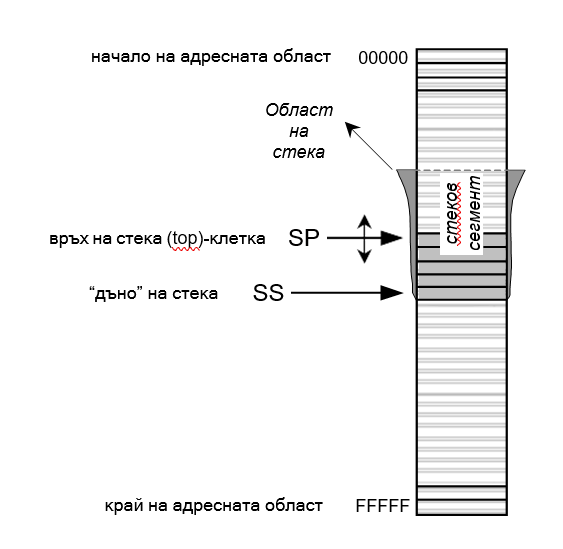 начало на адресната област 00000
Област
на
стека
стеков
сегмент
връх на стека (top)-клетка SP
“дъно” на стека SS
край на адресната област FFFFF